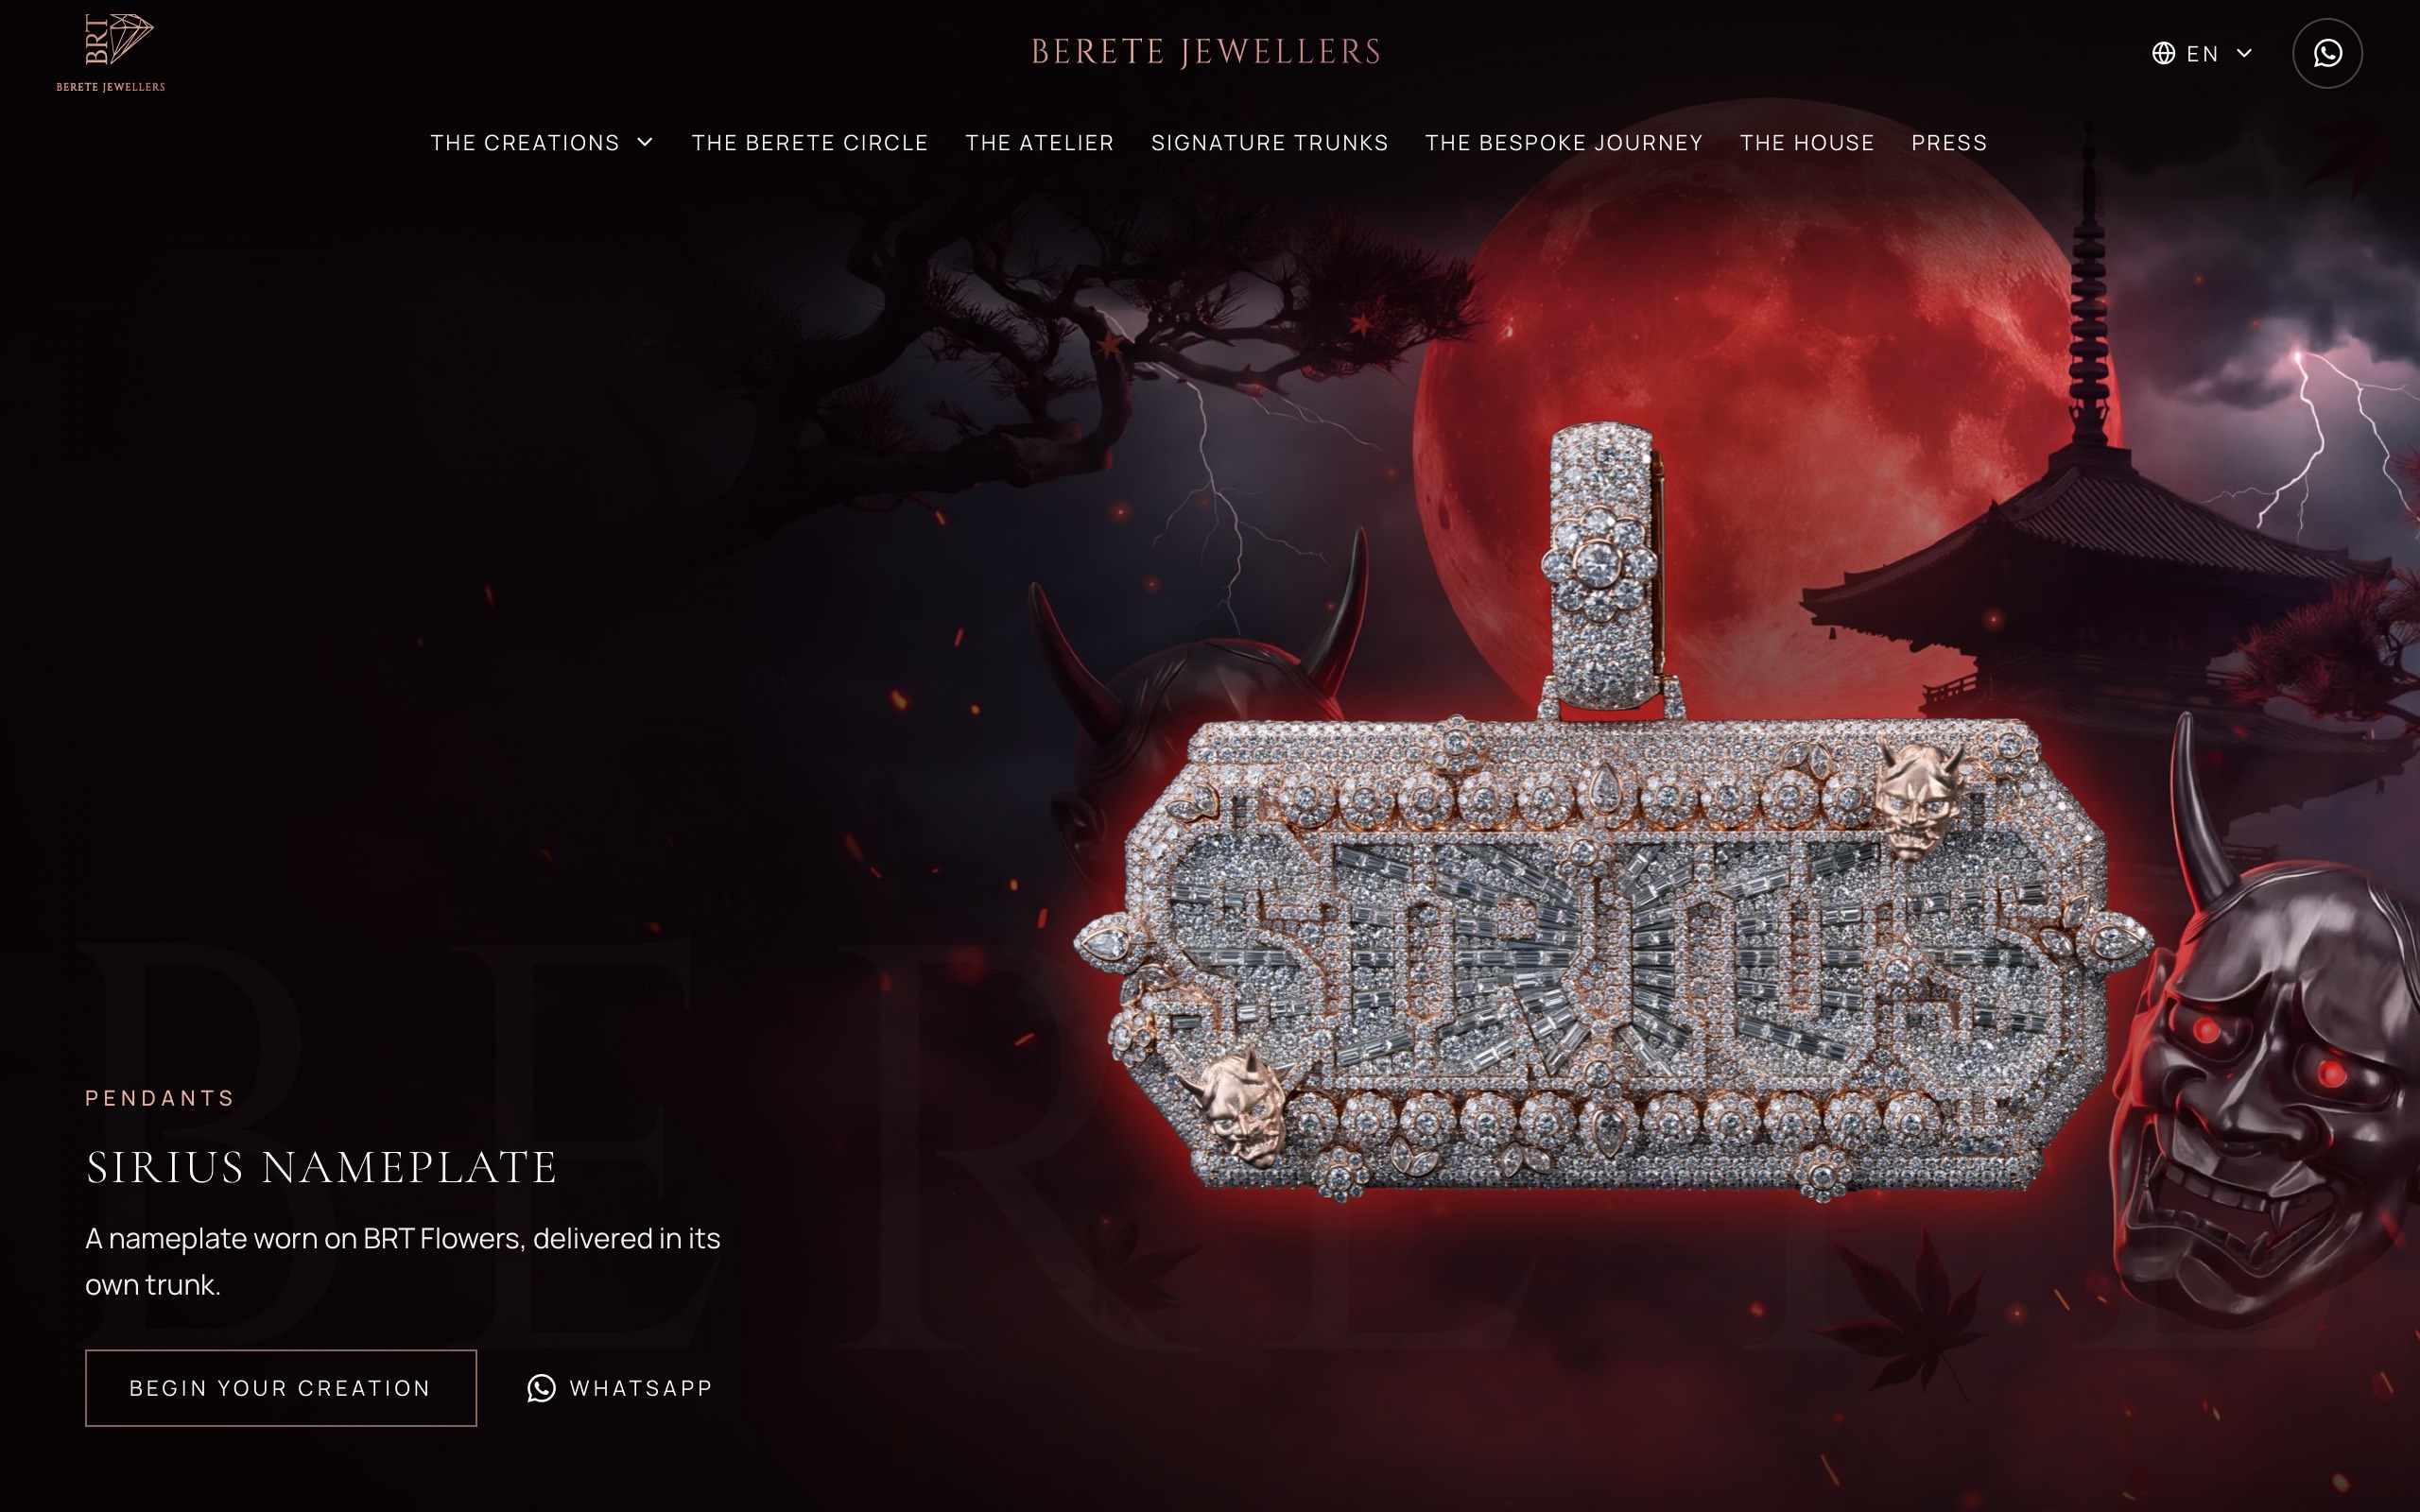 BRT
BERETE JEWELLERS
BERETE JEWELLERS
EN
THE CREATIONS
THE BERETE CIRCLE
THE ATELIER
SIGNATURE TRUNKS
THE BESPOKE JOURNEY
THE HOUSE
PRESS
SIRIUS
BERETE
PENDANTS
SIRIUS NAMEPLATE
A nameplate worn on BRT Flowers, delivered in its
own trunk.
BEGIN YOUR CREATION
WHATSAPP